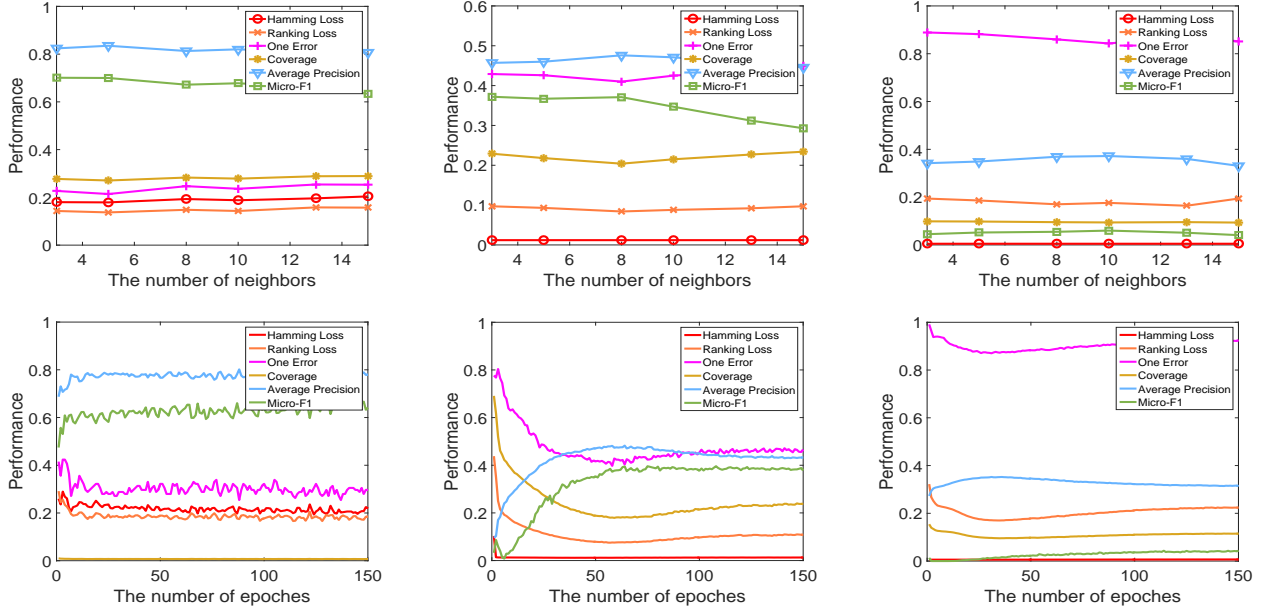 1
0.8
0.6
0.4
0.2
0
Performance
4
6
8
10
12
14
The number of neighbors
Hamming Loss
Ranking Loss
One Error
Coverage
Average Precision
Micro-F1
0.6
0.5
0.4
0.3
0.2
0.1
0
Performance
4
6
8
10
12
14
The number of neighbors
Hamming Loss
Ranking Loss
One Error
Coverage
Average Precision
Micro-F1
1
0.8
0.6
0.4
0.2
0
Performance
4
6
8
10
12
14
The number of neighbors
Hamming Loss
Ranking Loss
One Error
Coverage
Average Precision
Micro-F1
1
0.8
0.6
0.4
0.2
0
Performance
0
50
100
150
The number of epoches
Hamming Loss
Ranking Loss
One Error
Coverage
Average Precision
Micro-F1
1
0.8
0.6
0.4
0.2
0
Performance
0
50
100
150
The number of epoches
Hamming Loss
Ranking Loss
One Error
Coverage
Average Precision
Micro-F1
1
0.8
0.6
0.4
0.2
0
Performance
0
50
100
150
The number of epoches
Hamming Loss
Ranking Loss
One Error
Coverage
Average Precision
Micro-F1